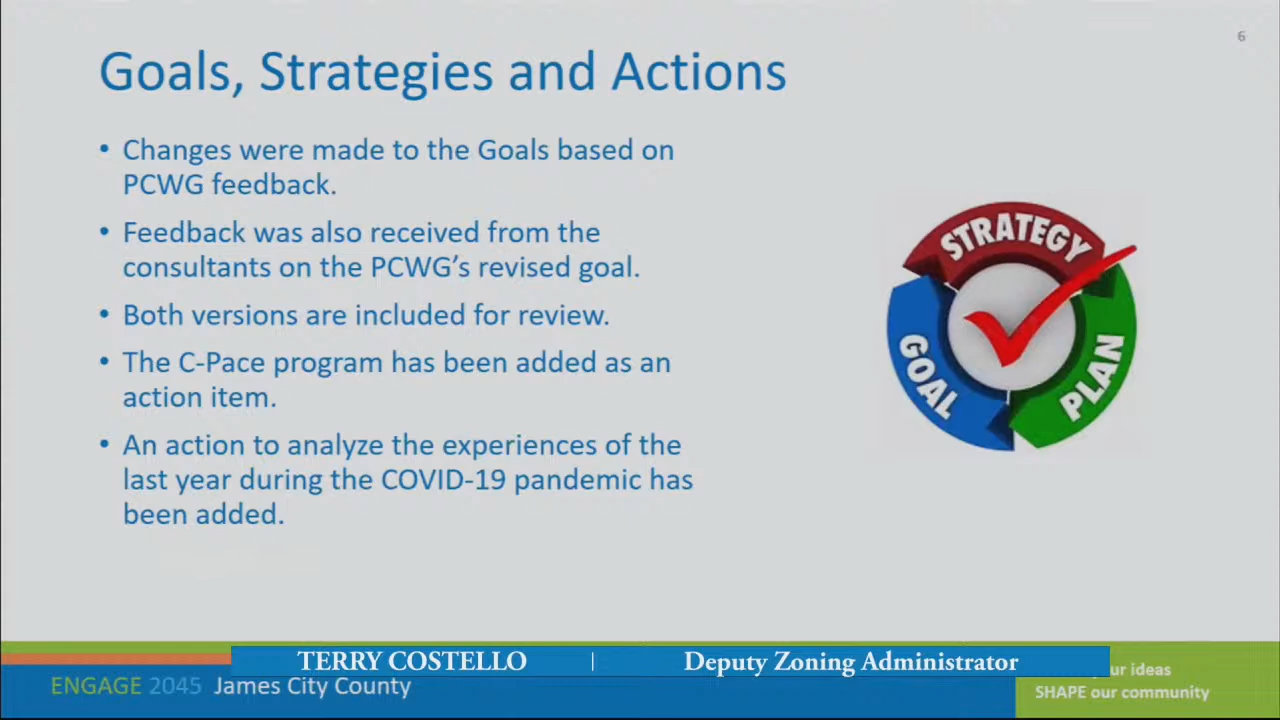 6
Goals, Strategies and Actions
• Changes were made to the Goals based on
PCWG feedback.
• Feedback was also received from the
consultants on the PCWG's revised goal.
• Both versions are included for review.
• The C-Pace program has been added as an
action item.
• An action to analyze the experiences of the
last year during the COVID-19 pandemic has
been added.
STRATEGY
GOAL
PLAN
TERRY COSTELLO | Deputy Zoning Administrator
ENGAGE 2045 James City County
ideas
SHAPE our community